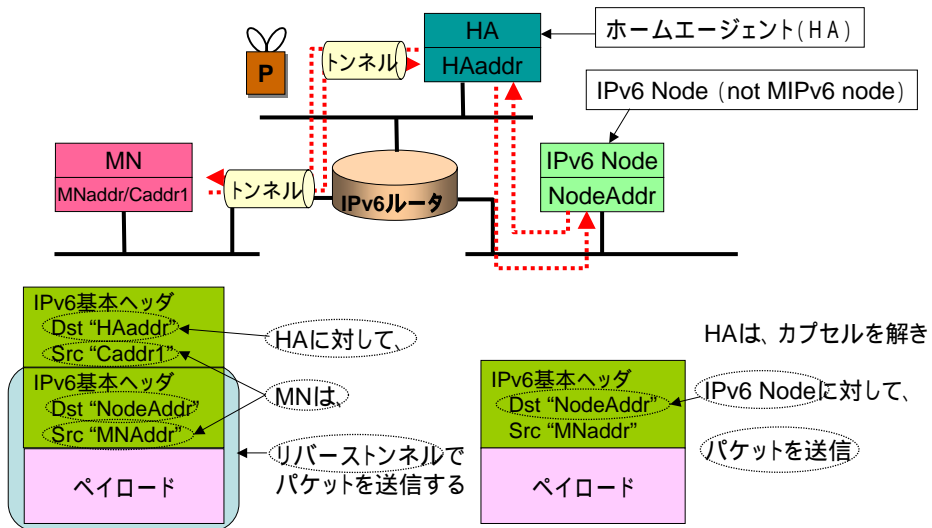 HA
HAaddr
ホームエージェント(HA)
トンネル
P
IPv6 Node (not MIPv6 node)
MN
MNaddr/Caddr1
トンネル
IPv6ルータ
IPv6 Node
NodeAddr
IPv6基本ヘッダ
Dst “HAaddr”
Src “Caddr1”
IPv6基本ヘッダ
Dst “NodeAddr”
Src “MNAddr”
ペイロード
HAに対して、
MNは、
リバーストンネルで
パケットを送信する
IPv6基本ヘッダ
Dst “NodeAddr”
Src “MNaddr”
ペイロード
HAは、カプセルを解き
IPv6 Nodeに対して、
パケットを送信